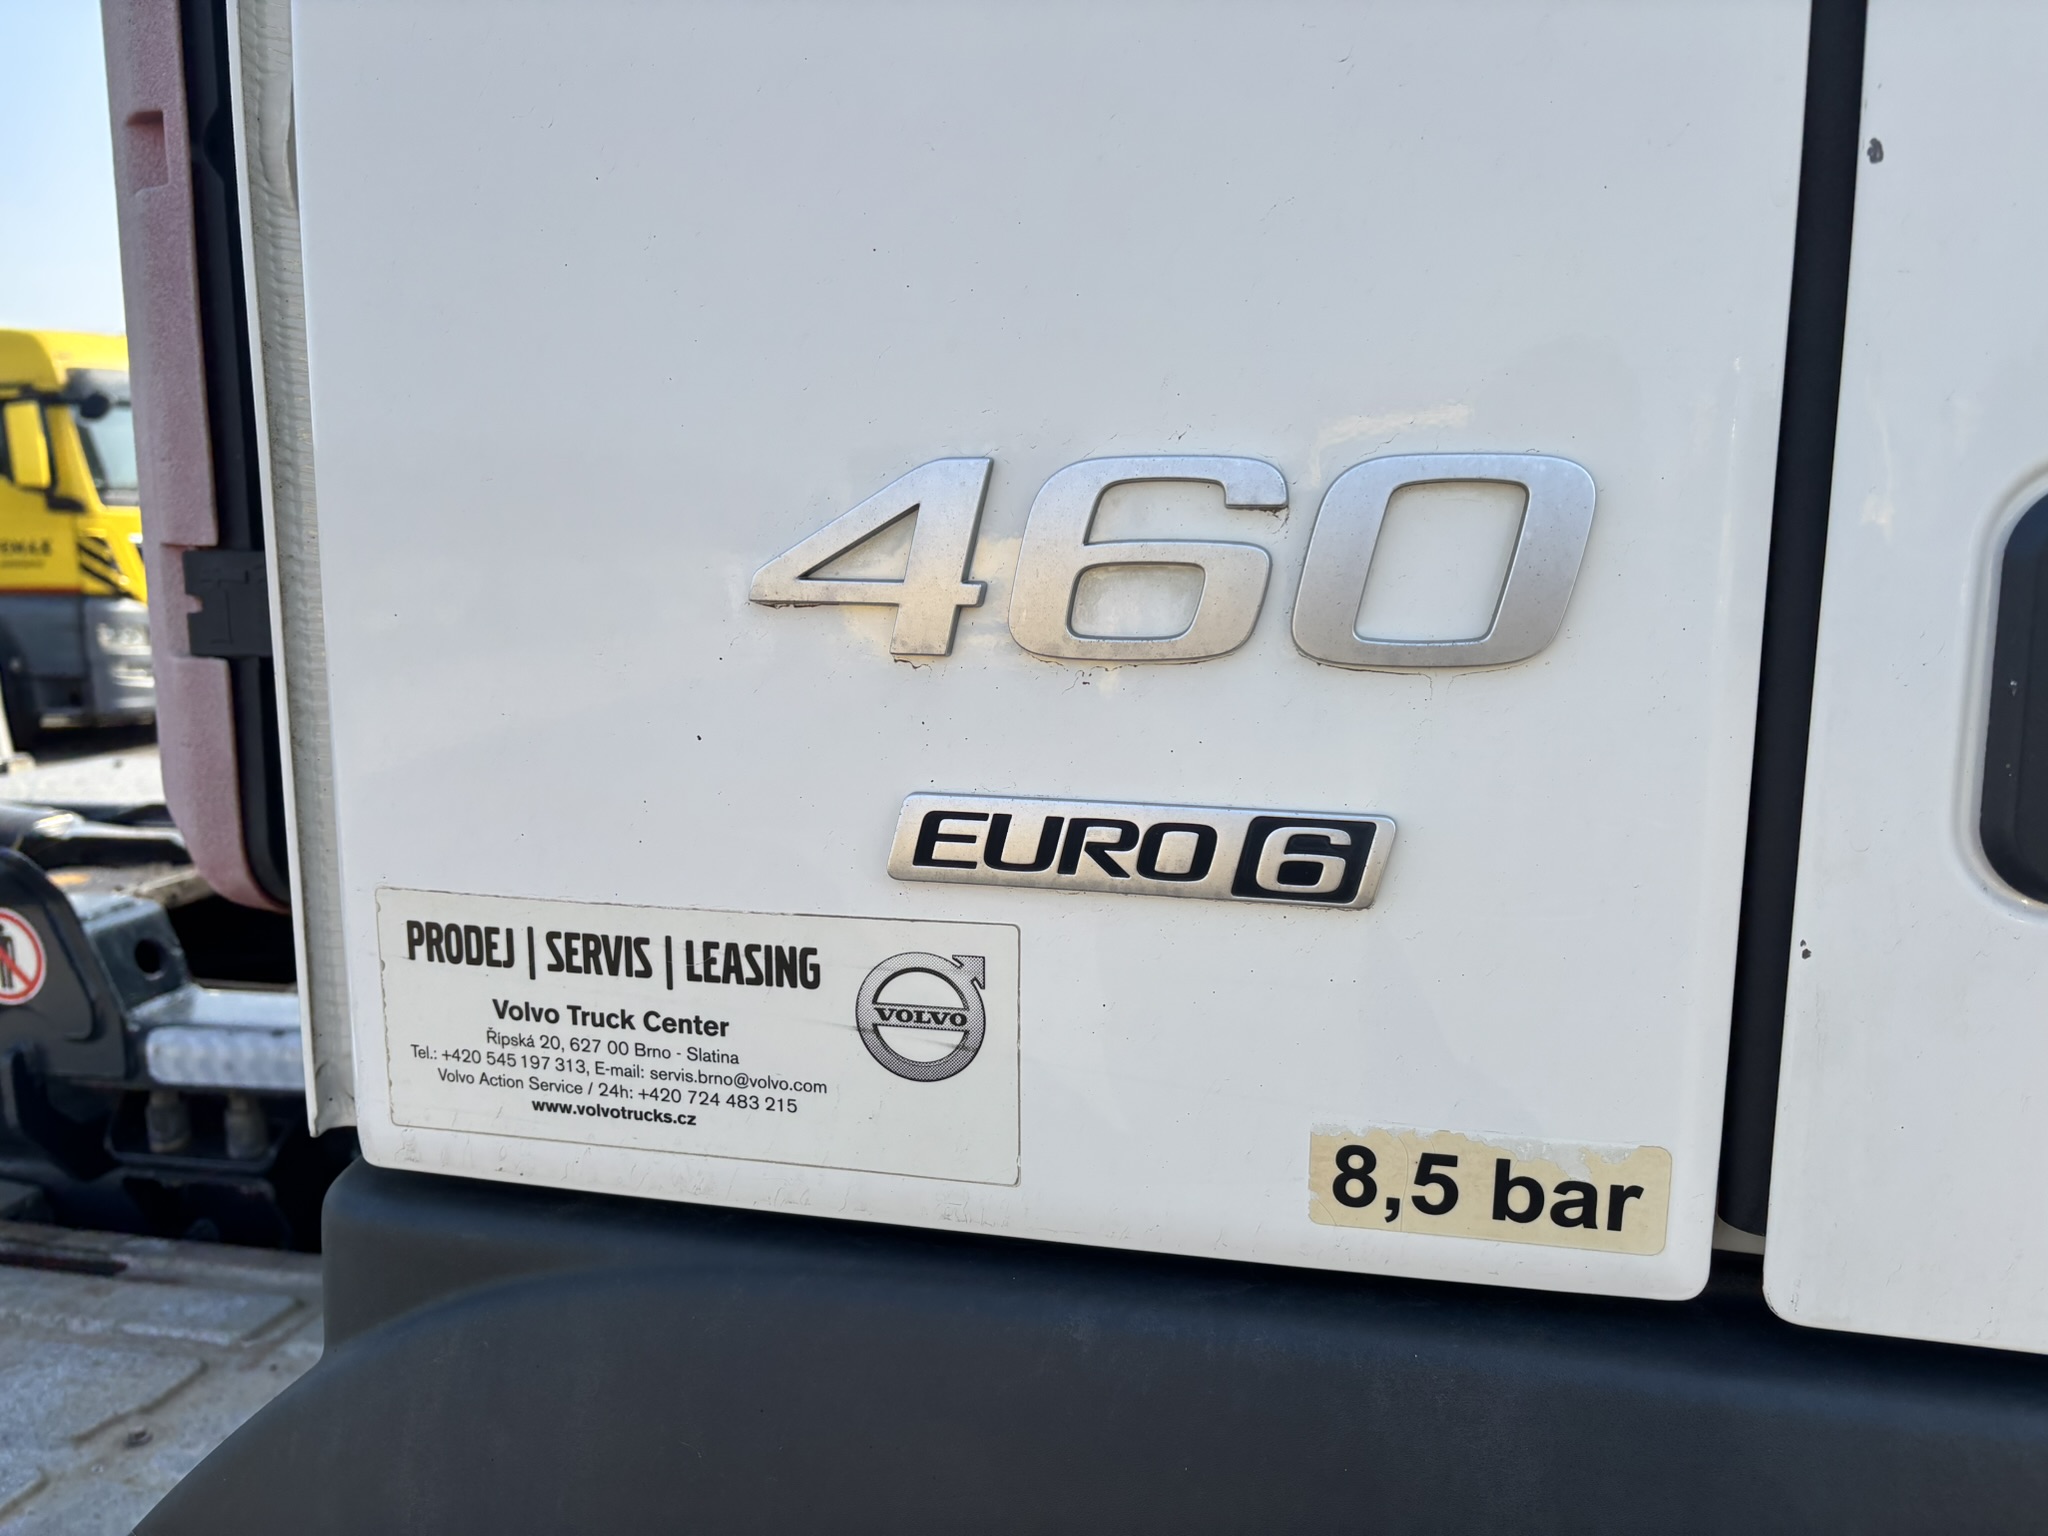 460
EURO 6
PRODEJ | SERVIS | LEASING
Volvo Truck Center
Řípská 20, 627 00 Brno - Slatina
Tel.: +420 545 197 313, E-mail: servis.brno@volvo.com
Volvo Action Service / 24h: +420 724 483 215
www.volvotrucks.cz
VOLVO
8,5 bar